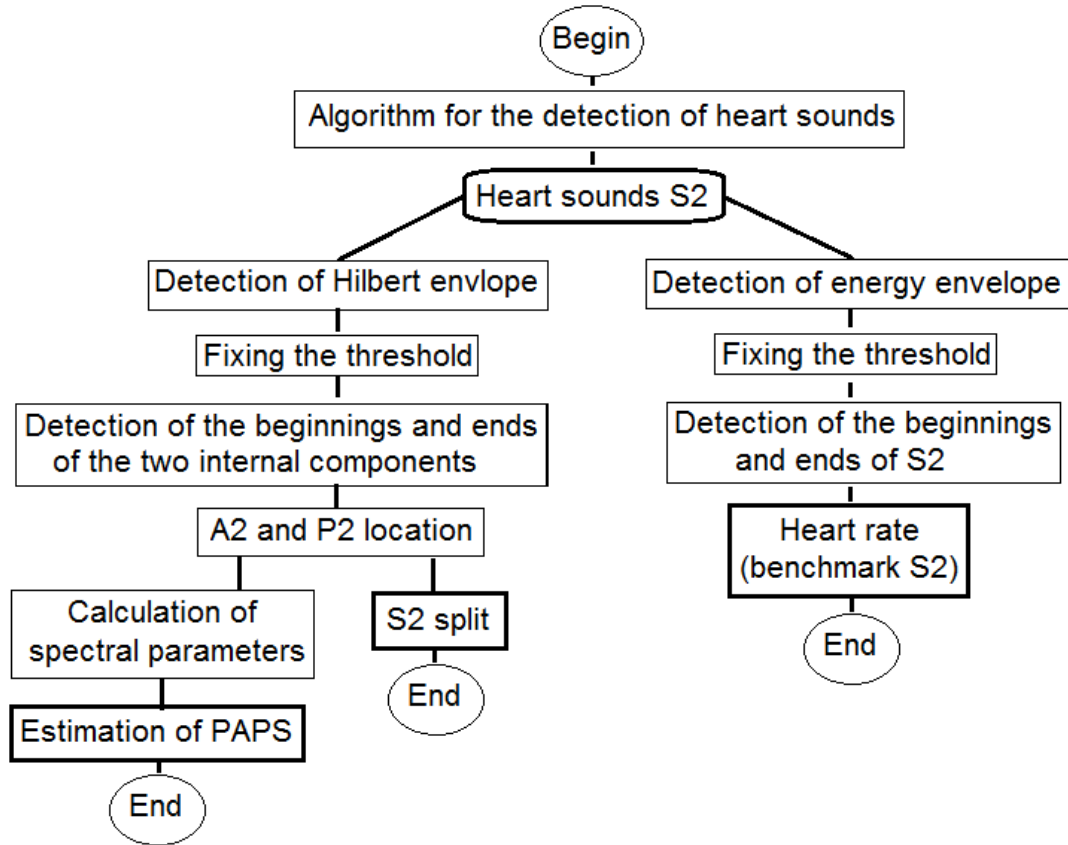 Begin
Algorithm for the detection of heart sounds
Heart sounds S2
Detection of Hilbert envlope
Fixing the threshold
Detection of the beginnings and ends
of the two internal components
A2 and P2 location
Calculation of
spectral parameters
Estimation of PAPS
End
S2 split
End
Detection of energy envelope
Fixing the threshold
Detection of the beginnings
and ends of S2
Heart rate
(benchmark S2)
End